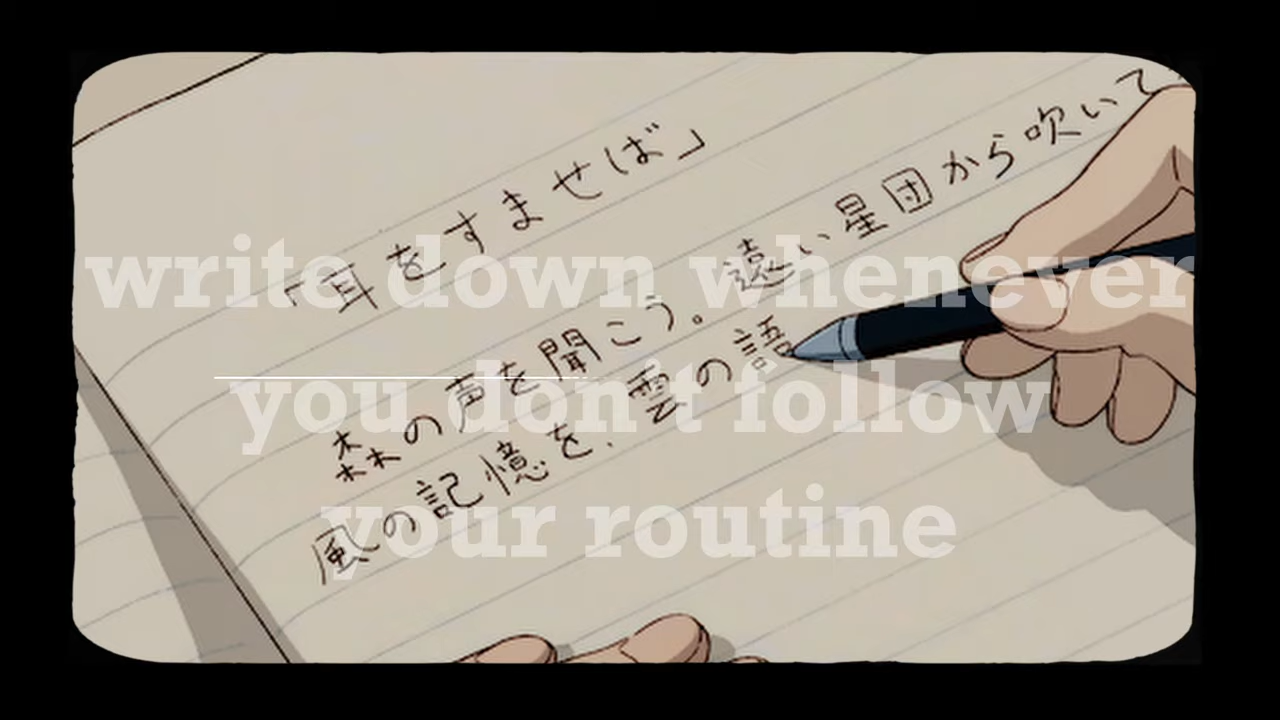 「耳をすませば」
森の声を聞こう。遠い星団から吹いて
風の記憶を、雲の語
write down whenever
you don't follow
your routine